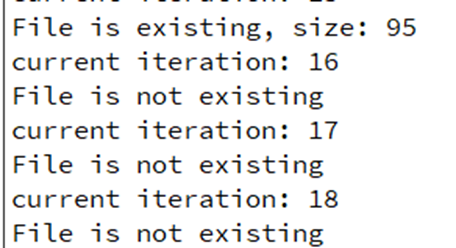 File is existing, size: 95
current iteration: 16
File is not existing
current iteration: 17
File is not existing
current iteration: 18
File is not existing